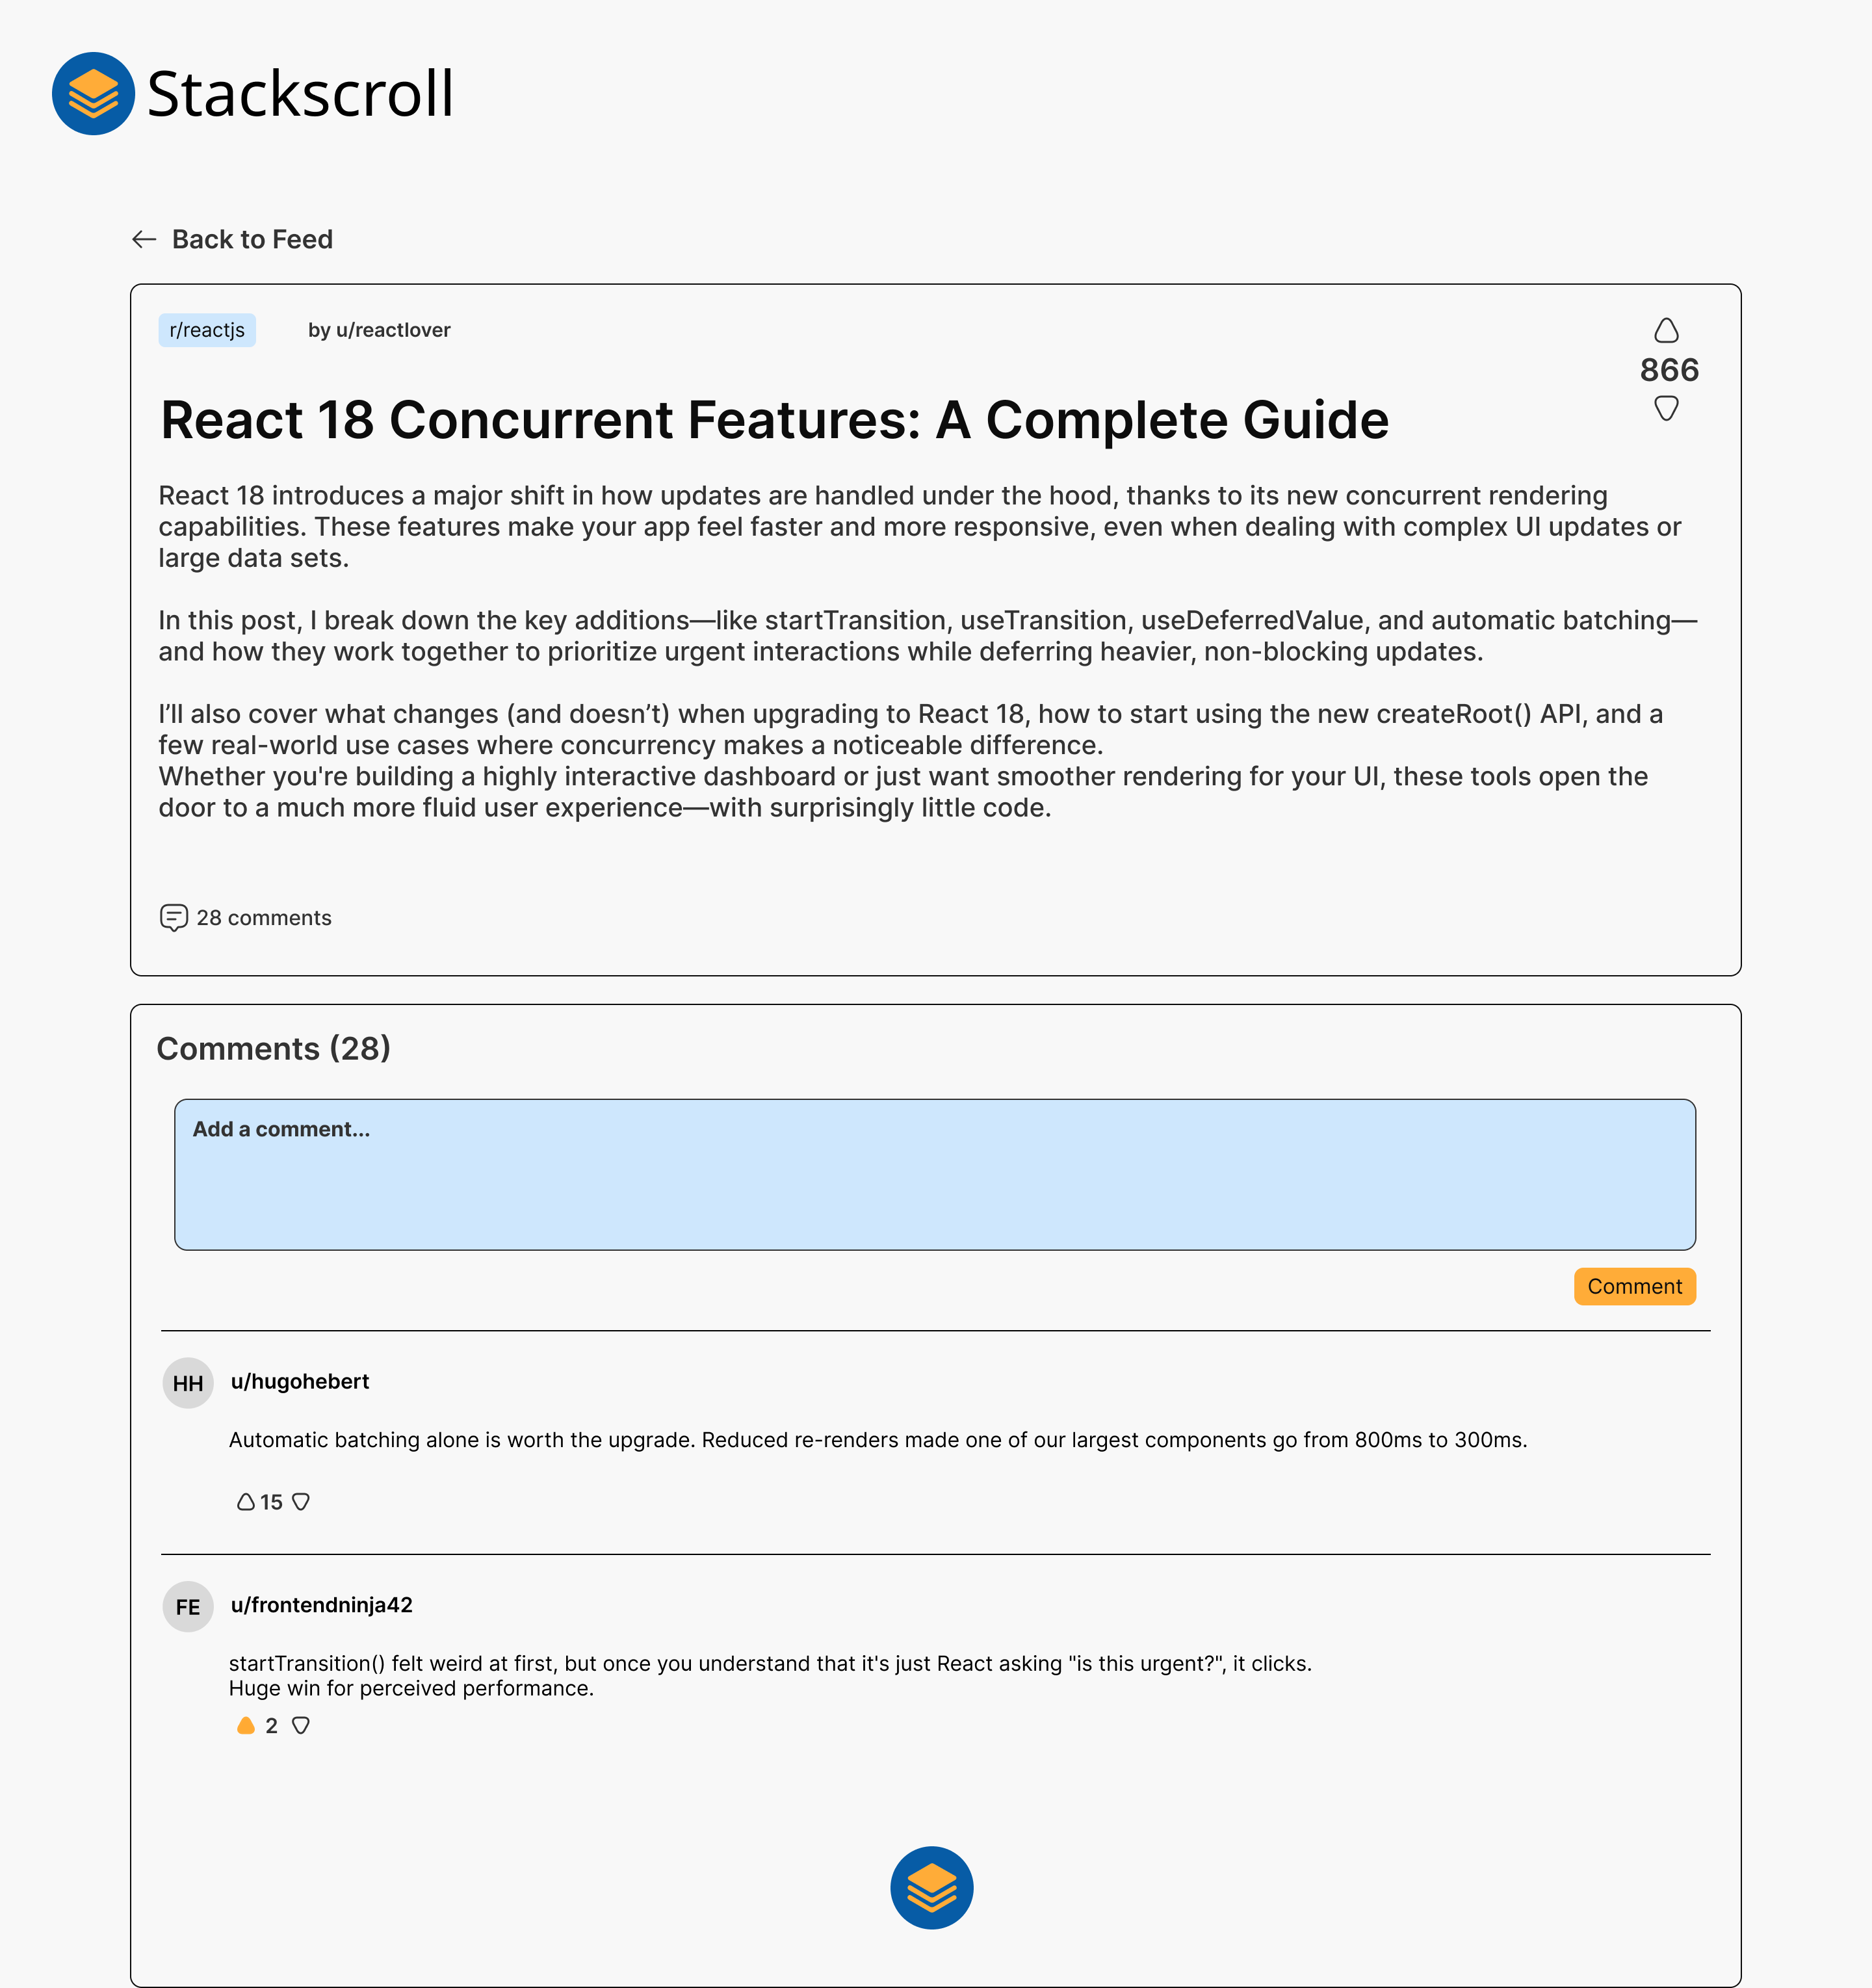 Stackscroll
Back to Feed
r/reactjs by u/reactlover
866
React 18 Concurrent Features: A Complete Guide
React 18 introduces a major shift in how updates are handled under the hood, thanks to its new concurrent rendering
capabilities. These features make your app feel faster and more responsive, even when dealing with complex UI updates or
large data sets.
In this post, I break down the key additions—like startTransition, useTransition, useDeferredValue, and automatic batching—
and how they work together to prioritize urgent interactions while deferring heavier, non-blocking updates.
I’ll also cover what changes (and doesn’t) when upgrading to React 18, how to start using the new createRoot() API, and a
few real-world use cases where concurrency makes a noticeable difference.
Whether you're building a highly interactive dashboard or just want smoother rendering for your UI, these tools open the
door to a much more fluid user experience—with surprisingly little code.
28 comments
Comments (28)
Add a comment...
Comment
HH u/hugohebert
Automatic batching alone is worth the upgrade. Reduced re-renders made one of our largest components go from 800ms to 300ms.
15
FE u/frontendninja42
startTransition() felt weird at first, but once you understand that it's just React asking "is this urgent?", it clicks.
Huge win for perceived performance.
2